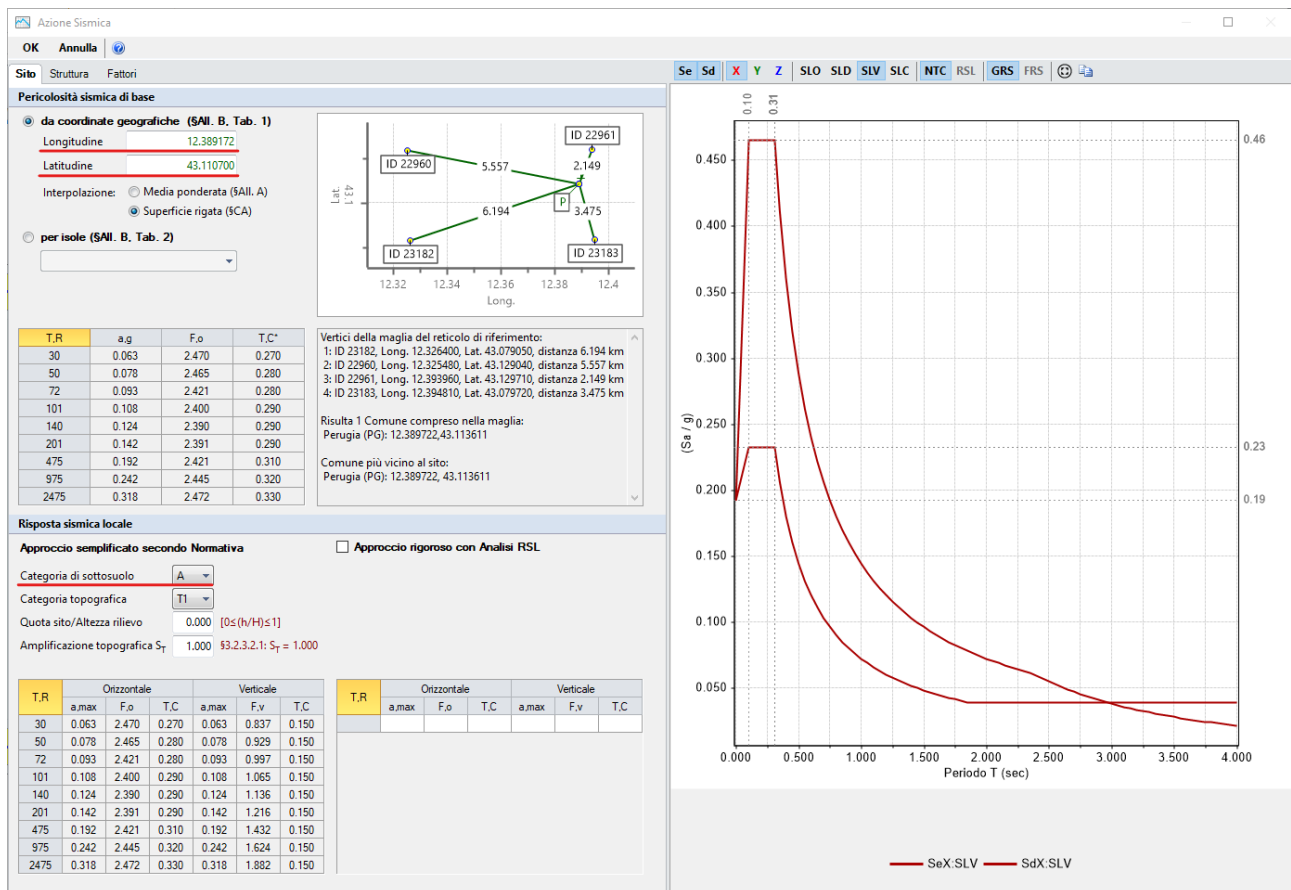 Azione Sismica
OK Annulla
Sito Struttura Fattori
Pericolosità sismica di base
da coordinate geografiche (§All. B, Tab. 1)
Longitudine 12.389172
Latitudine 43.110700
Interpolazione: Media ponderata (§All. A)
Superficie rigata (§CA)
per isole (§All. B, Tab. 2)
ID 22961
ID 22960
5.557
2.149
P
6.194
3.475
ID 23182
ID 23183
Lat.
43.1
12.32 12.34 12.36 12.38 12.4
Long.
T,R a,g F,o T,C*
30 0.063 2.470 0.270
50 0.078 2.465 0.280
72 0.093 2.421 0.280
101 0.108 2.400 0.290
140 0.124 2.390 0.290
201 0.142 2.391 0.290
475 0.192 2.421 0.310
975 0.242 2.445 0.320
2475 0.318 2.472 0.330
Vertici della maglia del reticolo di riferimento:
1: ID 23182, Long. 12.326400, Lat. 43.079050, distanza 6.194 km
2: ID 22960, Long. 12.325480, Lat. 43.129040, distanza 5.557 km
3: ID 22961, Long. 12.393960, Lat. 43.129710, distanza 2.149 km
4: ID 23183, Long. 12.394810, Lat. 43.079720, distanza 3.475 km
Risulta 1 Comune compreso nella maglia:
Perugia (PG): 12.389722,43.113611
Comune più vicino al sito:
Perugia (PG): 12.389722, 43.113611
Risposta sismica locale
Approccio semplificato secondo Normativa
Approccio rigoroso con Analisi RSL
Categoria di sottosuolo A
Categoria topografica T1
Quota sito/Altezza rilievo 0.000 [0≤(h/H)≤1]
Amplificazione topografica ST 1.000 §3.2.3.2.1: ST = 1.000
T,R Orizzontale Verticale
a,max F,o T,C a,max F,v T,C
30 0.063 2.470 0.270 0.063 0.837 0.150
50 0.078 2.465 0.280 0.078 0.929 0.150
72 0.093 2.421 0.280 0.093 0.997 0.150
101 0.108 2.400 0.290 0.108 1.065 0.150
140 0.124 2.390 0.290 0.124 1.136 0.150
201 0.142 2.391 0.290 0.142 1.216 0.150
475 0.192 2.421 0.310 0.192 1.432 0.150
975 0.242 2.445 0.320 0.242 1.624 0.150
2475 0.318 2.472 0.330 0.318 1.882 0.150
T,R Orizzontale Verticale
a,max F,o T,C a,max F,v T,C
Se Sd X Y Z SLO SLD SLV SLC NTC RSL GRS FRS
0.10
0.31
0.450
0.400
0.350
0.300
0.250
0.200
0.150
0.100
0.050
(Sa / g)
0.46
0.23
0.19
0.000 0.500 1.000 1.500 2.000 2.500 3.000 3.500 4.000
Periodo T (sec)
SeX:SLV SdX:SLV